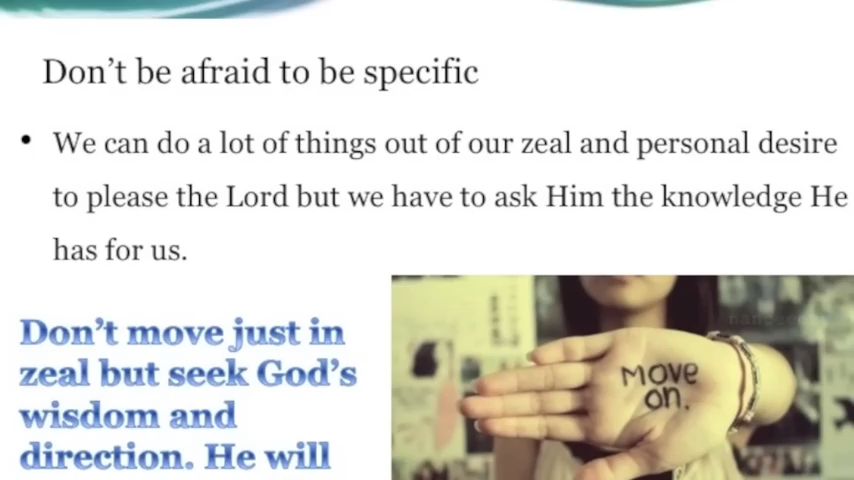 Don't be afraid to be specific
• We can do a lot of things out of our zeal and personal desire
to please the Lord but we have to ask Him the knowledge He
has for us.
Don't move just in
zeal but seek God's
wisdom and
direction. He will
Move
on.